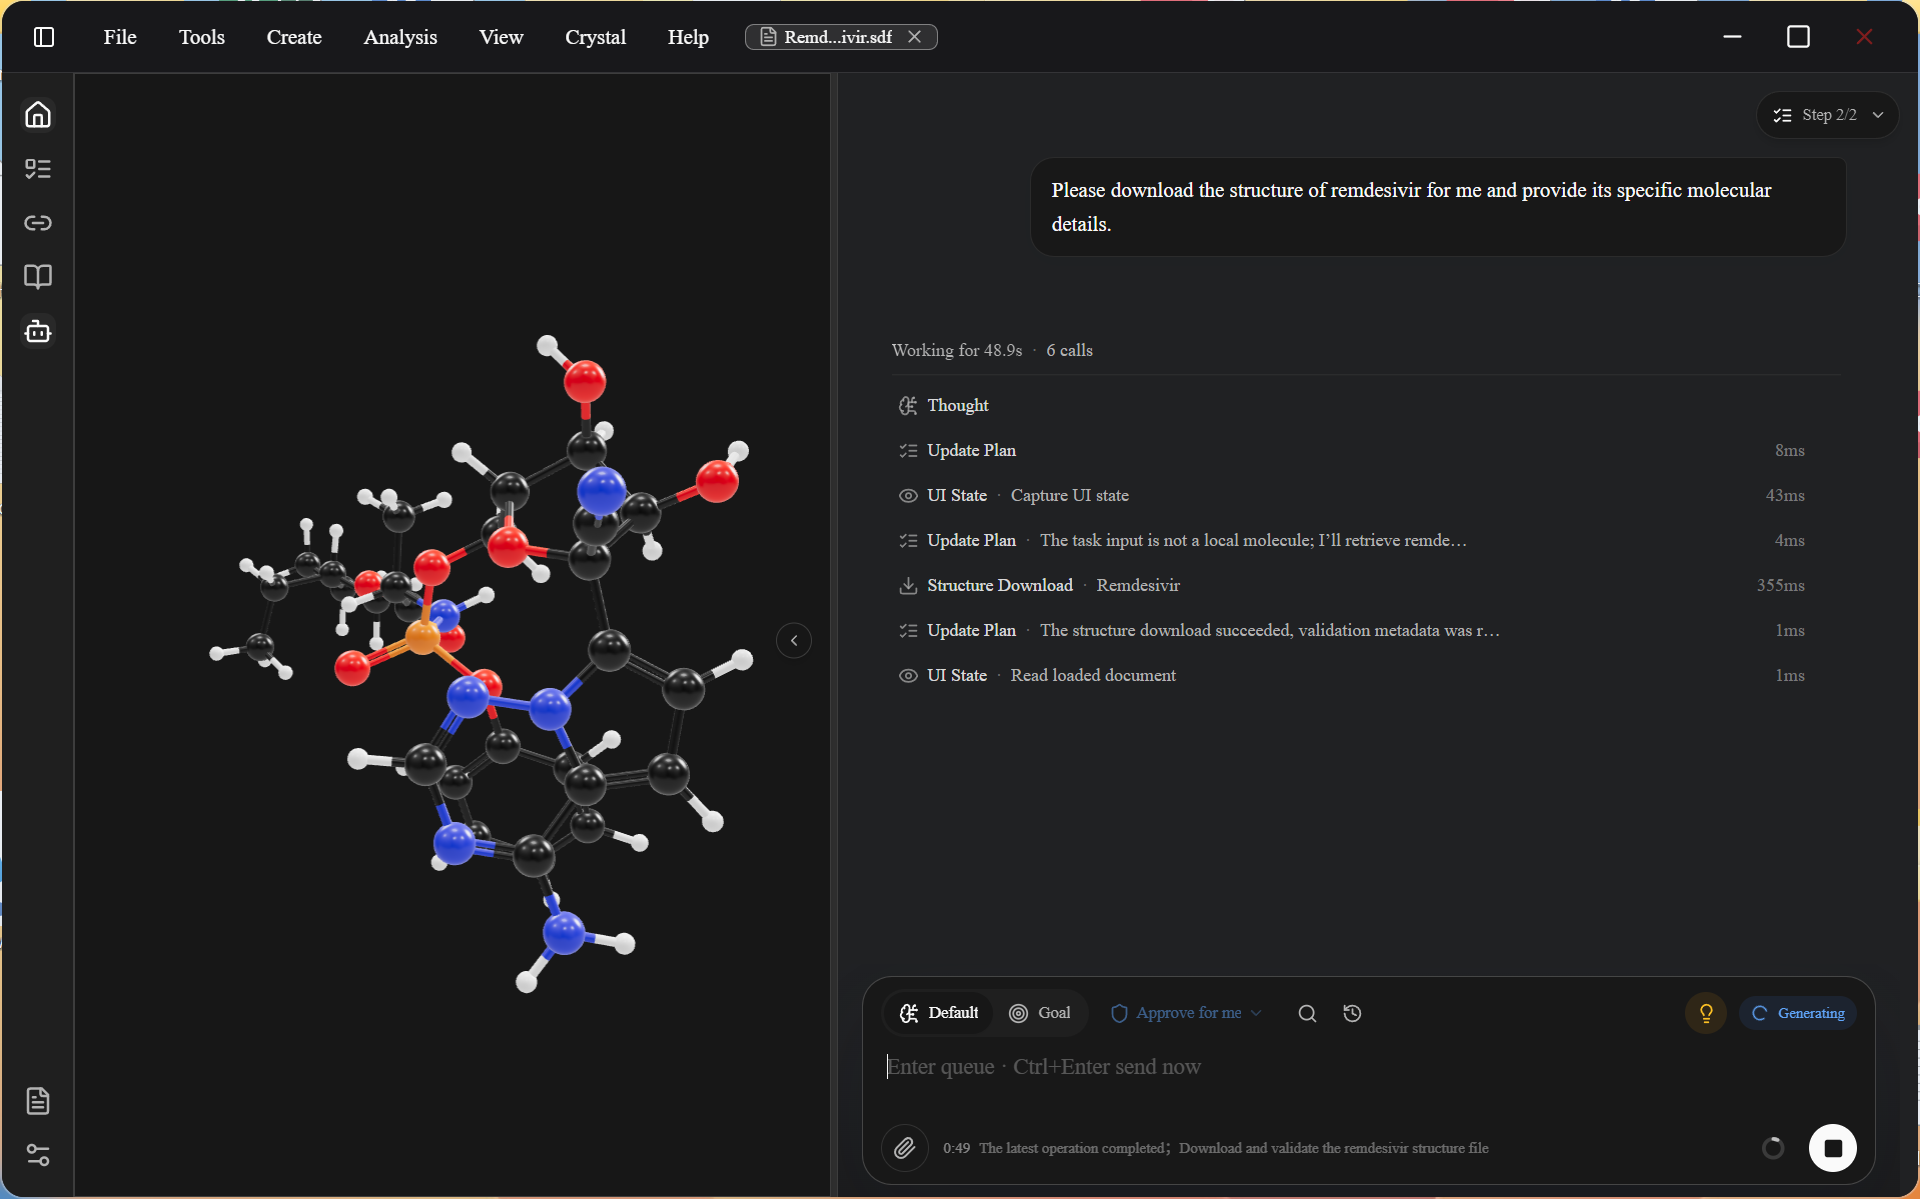 File Tools Create Analysis View Crystal Help Remd...ivir.sdf
Step 2/2
Please download the structure of remdesivir for me and provide its specific molecular
details.
Working for 48.9s · 6 calls
Thought
Update Plan 8ms
UI State · Capture UI state 43ms
Update Plan · The task input is not a local molecule; I’ll retrieve remde… 4ms
Structure Download · Remdesivir 355ms
Update Plan · The structure download succeeded, validation metadata was r… 1ms
UI State · Read loaded document 1ms
Default Goal Approve for me Generating
Enter queue · Ctrl+Enter send now
0:49 The latest operation completed; Download and validate the remdesivir structure file